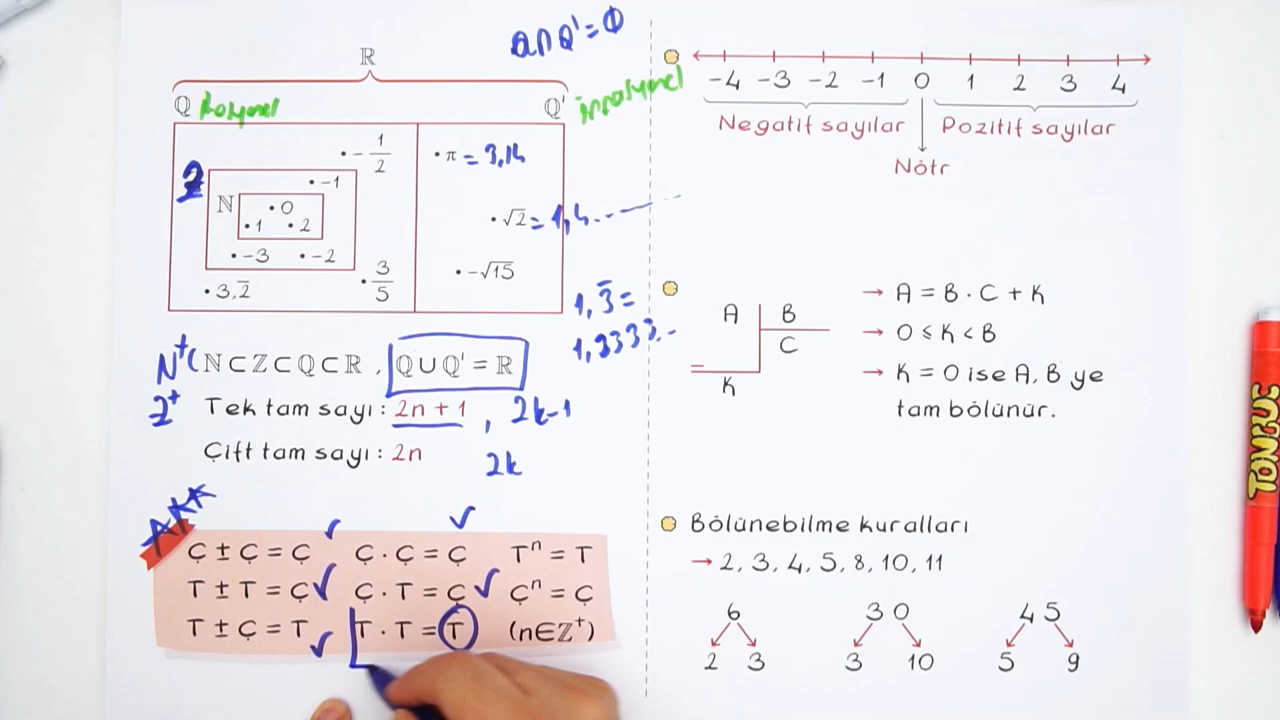 Q∩Q' = ∅
ℝ
Q Rasyonel Q' irrasyonel
• -1/2
• π = 3,14
Z
• -1
N
• 0
• 1 • 2
• √2 = 1,4...
• -3 • -2
• -√15
• 3,2̅
• 3/5
1,3̅ =
1,3333..
N⁺ ( N ⊂ Z ⊂ Q ⊂ R , Q ∪ Q' = R
Z⁺ Tek tam sayı : 2n + 1 , 2k-1
Çift tam sayı : 2n 2k
Ç ± Ç = Ç Ç . Ç = Ç Tⁿ = T
T ± T = Ç Ç . T = Ç Çⁿ = Ç
T ± Ç = T T . T = T (n∈Z⁺)
-4 -3 -2 -1 0 1 2 3 4
Negatif sayılar Pozitif sayılar
Nötr
A B
C
K
→ A = B . C + K
→ 0 ≤ K < B
→ K = 0 ise A, B ye
tam bölünür.
Bölünebilme kuralları
→ 2, 3, 4, 5, 8, 10, 11
6 30 45
2 3 3 10 5 9
TONGUÇ